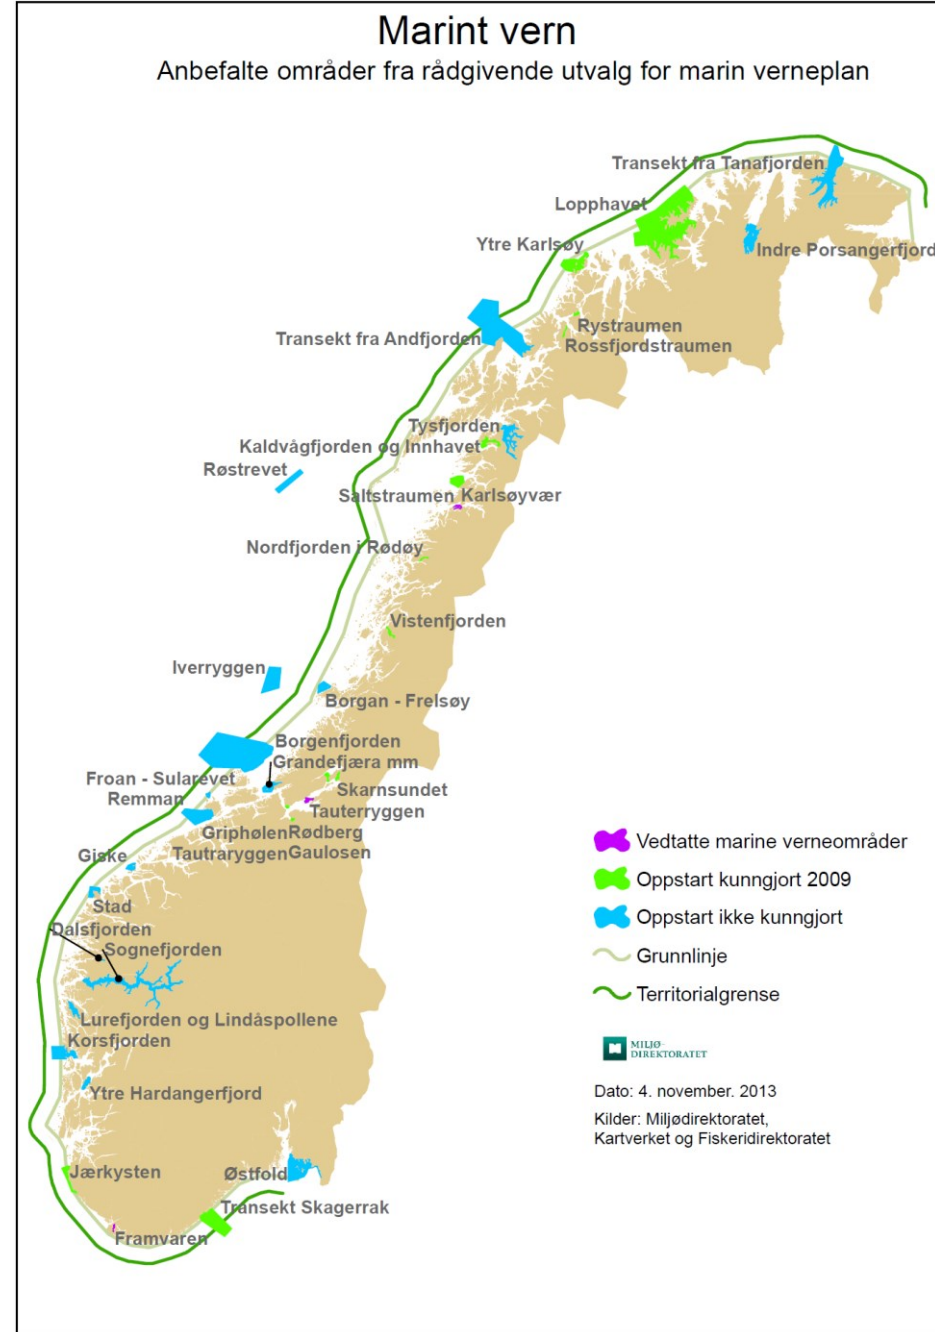 Marint vern
Anbefalte områder fra rådgivende utvalg for marin verneplan
Transekt fra Tanafjorden
Lopphavet
Ytre Karlsøy
Indre Porsangerfjord
Transekt fra Andfjorden
Rystraumen
Rossfjordstraumen
Tysfjorden
Kaldvågfjorden og Innhavet
Røstrevet
Saltstraumen
Karlsøyvær
Nordfjorden i Rødøy
Vistenfjorden
Iverryggen
Borgan - Frelsøy
Borgenfjorden
Grandefjæra mm
Froan - Sularevet
Skarnsundet
Remman
Tauterryggen
Griphølen
Rødberg
Tautraryggen
Gaulosen
Giske
Stad
Dalsfjorden
Sognefjorden
Lurefjorden og Lindåspollene
Korsfjorden
Ytre Hardangerfjord
Jærkysten
Østfold
Transekt Skagerrak
Framvaren
Vedtatte marine verneområder
Oppstart kunngjort 2009
Oppstart ikke kunngjort
Grunnlinje
Territorialgrense
MILJØ-
DIREKTORATET
Dato: 4. november. 2013
Kilder: Miljødirektoratet,
Kartverket og Fiskeridirektoratet